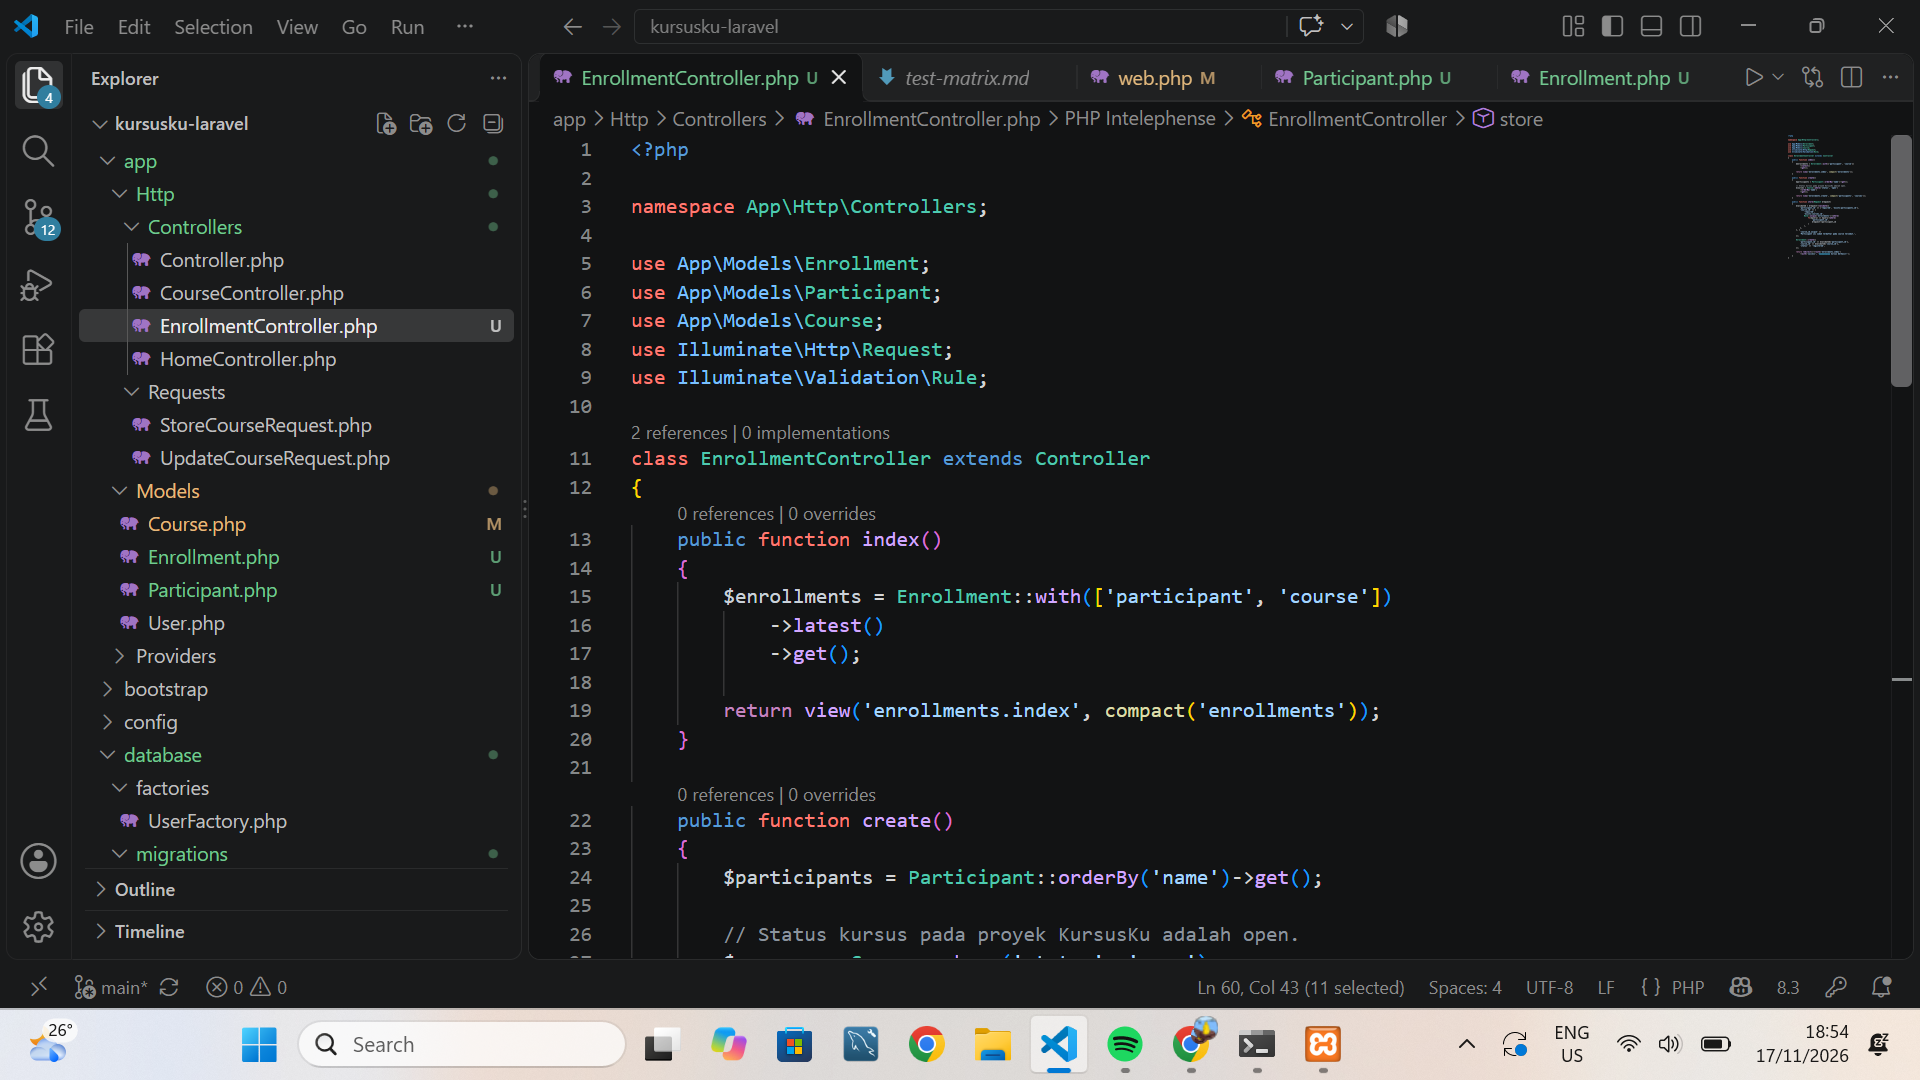 File Edit Selection View Go Run ···
kursusku-laravel
Explorer
4
12
kursusku-laravel
app
Http
Controllers
Controller.php
CourseController.php
EnrollmentController.php U
HomeController.php
Requests
StoreCourseRequest.php
UpdateCourseRequest.php
Models
Course.php M
Enrollment.php U
Participant.php U
User.php
Providers
bootstrap
config
database
factories
UserFactory.php
migrations
Outline
Timeline
EnrollmentController.php U
test-matrix.md
web.php M
Participant.php U
Enrollment.php U
app > Http > Controllers > EnrollmentController.php > PHP Intelephense > EnrollmentController > store
1 <?php
2
3 namespace App\Http\Controllers;
4
5 use App\Models\Enrollment;
6 use App\Models\Participant;
7 use App\Models\Course;
8 use Illuminate\Http\Request;
9 use Illuminate\Validation\Rule;
10
2 references | 0 implementations
11 class EnrollmentController extends Controller
12 {
0 references | 0 overrides
13 public function index()
14 {
15 $enrollments = Enrollment::with(['participant', 'course'])
16 ->latest()
17 ->get();
18
19 return view('enrollments.index', compact('enrollments'));
20 }
21
0 references | 0 overrides
22 public function create()
23 {
24 $participants = Participant::orderBy('name')->get();
25
26 // Status kursus pada proyek KursusKu adalah open.
main* 0 0
Ln 60, Col 43 (11 selected) Spaces: 4 UTF-8 LF { } PHP 8.3
26°
Search
ENG
US
18:54
17/11/2026